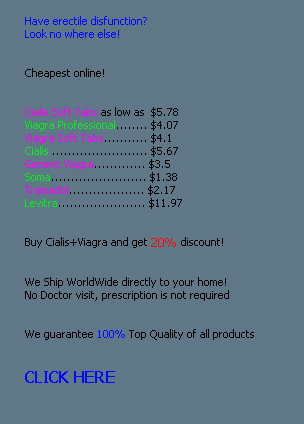 Have erectile disfunction?
Look no where else!
Cheapest online!
Cialis Soft Tabs as low as $5.78
Viagra Professional........ $4.07
Viagra Soft Tabs........... $4.1
Cialis........................ $5.67
Generic Viagra............. $3.5
Soma........................ $1.38
................... $2.17
Levitra...................... $11.97
Buy Cialis+Viagra and get 20% discount!
We Ship WorldWide directly to your home!
No Doctor visit, prescription is not required
We guarantee 100% Top Quality of all products
CLICK HERE